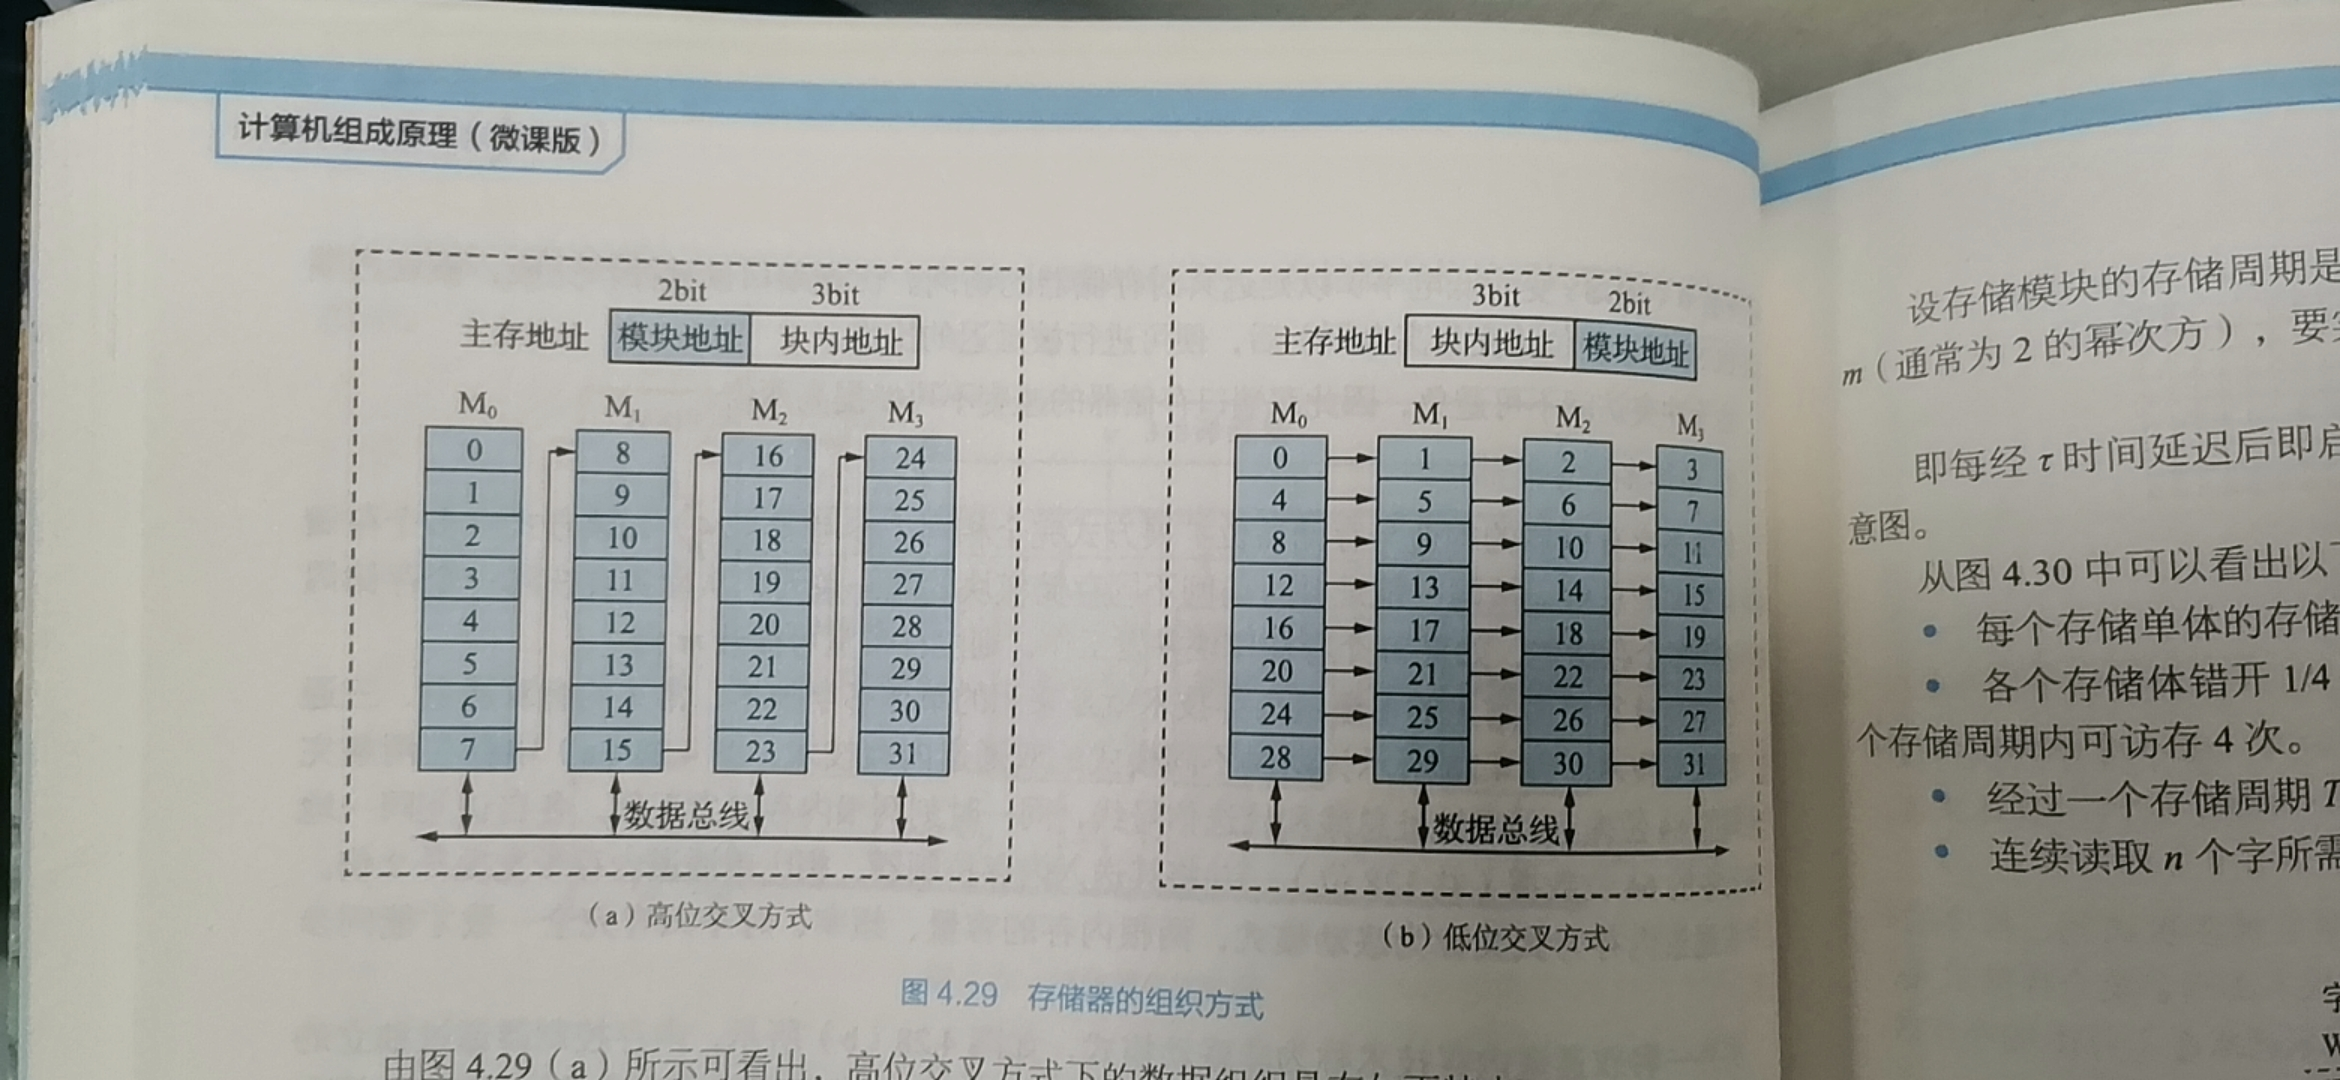 计算机组成原理（微课版）
2bit 3bit
主存地址 模块地址 块内地址
M₀ M₁ M₂ M₃
0 8 16 24
1 9 17 25
2 10 18 26
3 11 19 27
4 12 20 28
5 13 21 29
6 14 22 30
7 15 23 31
数据总线
（a）高位交叉方式
3bit 2bit
主存地址 块内地址 模块地址
M₀ M₁ M₂ M₃
0 1 2 3
4 5 6 7
8 9 10 11
12 13 14 15
16 17 18 19
20 21 22 23
24 25 26 27
28 29 30 31
数据总线
（b）低位交叉方式
图 4.29 存储器的组织方式
由图 4.29（a）所示可看出，高位交叉方式下的数据组织具有
设存储模块的存储周期是
m（通常为 2 的幂次方），要
即每经 τ 时间延迟后即启
意图。
从图 4.30 中可以看出以下
• 每个存储单体的存储
• 各个存储体错开 1/4
个存储周期内可访存 4 次。
• 经过一个存储周期 T
• 连续读取 n 个字所需
字
W